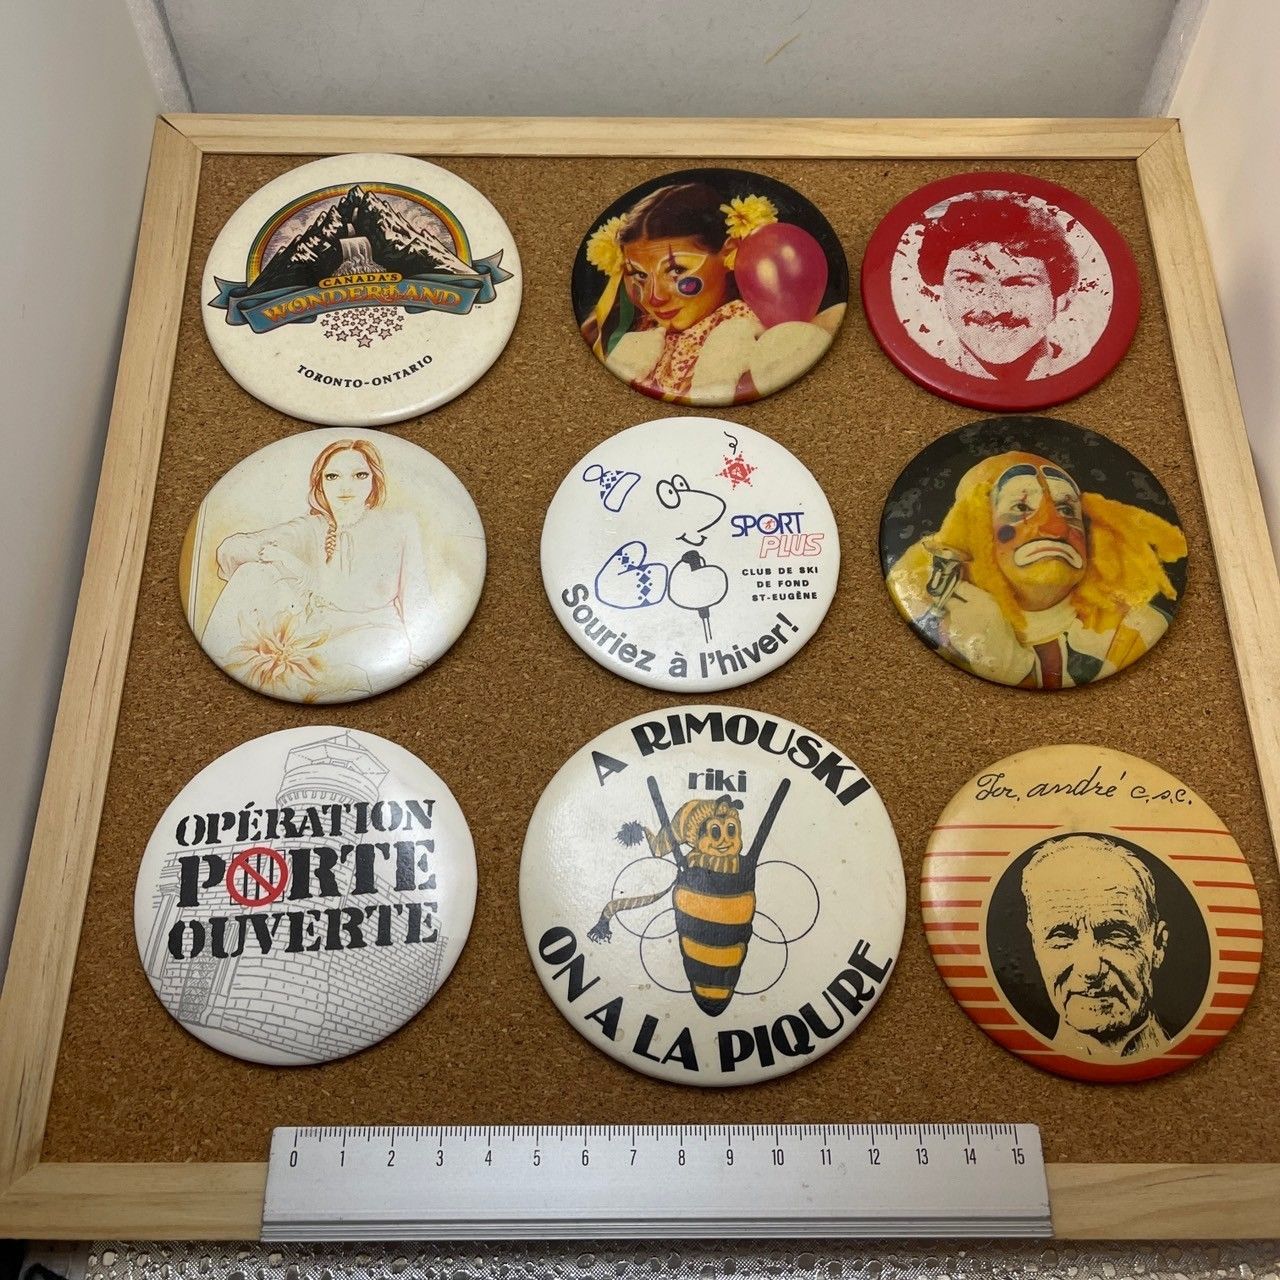 CANADA'S
WONDERLAND
TORONTO-ONTARIO
SPORT
PLUS
CLUB DE SKI
DE FOND
ST-EUGÈNE
Souriez à l'hiver!
OPÉRATION
PORTE
OUVERTE
A RIMOUSKI
riki
ON A LA PIQURE
Fer. andré c.s.c.
0 1 2 3 4 5 6 7 8 9 10 11 12 13 14 15